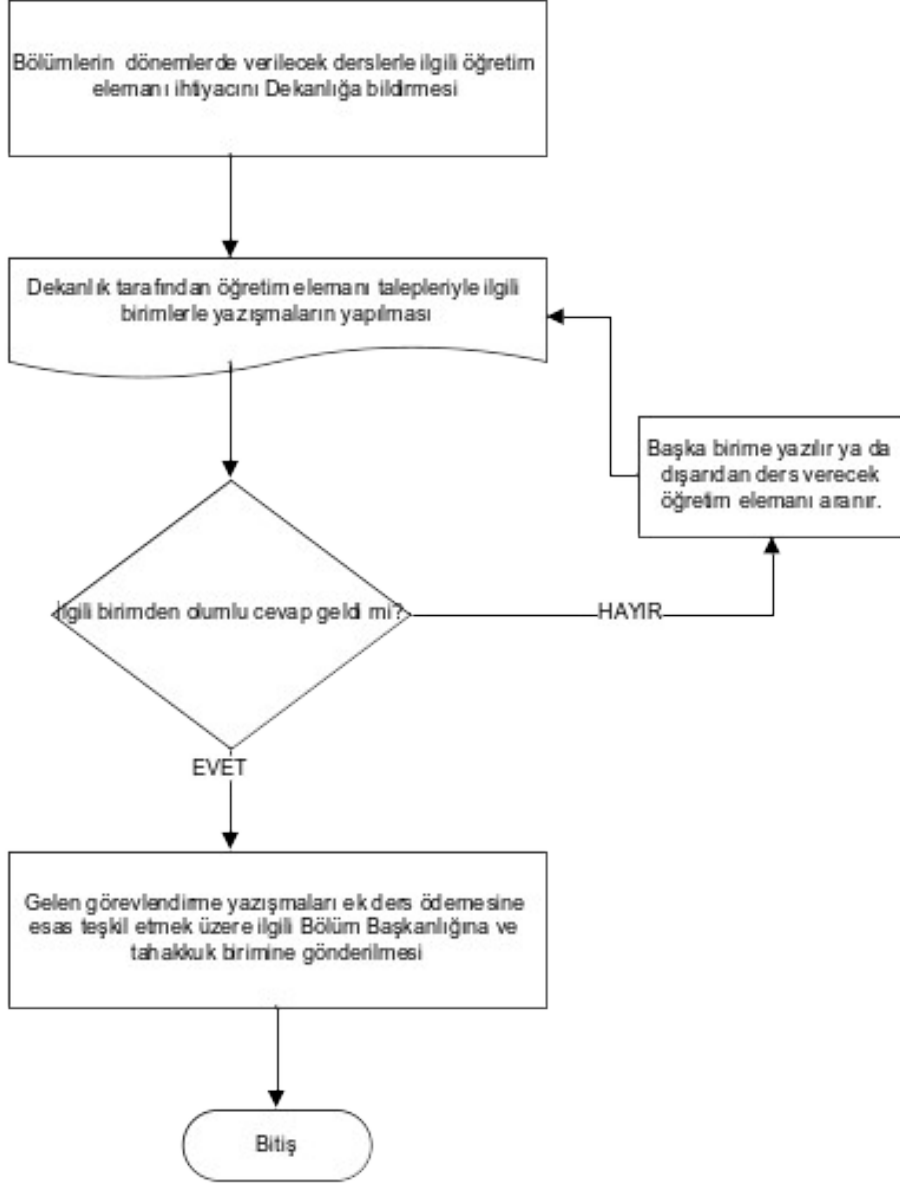 Bölümlerin dönemlerde verilecek derslerle ilgili öğretim
elemanı ihtiyacını Dekanlığa bildirmesi
Dekanlık tarafından öğretim elemanı talepleriyle ilgili
birimlerle yazışmaların yapılması
Başka birime yazılır ya da
dışarıdan ders verecek
öğretim elemanı aranır.
İlgili birimden olumlu cevap geldi mi?
HAYIR
EVET
Gelen görevlendirme yazışmaları ek ders ödemesine
esas teşkil etmek üzere ilgili Bölüm Başkanlığına ve
tahakkuk birimine gönderilmesi
Bitiş